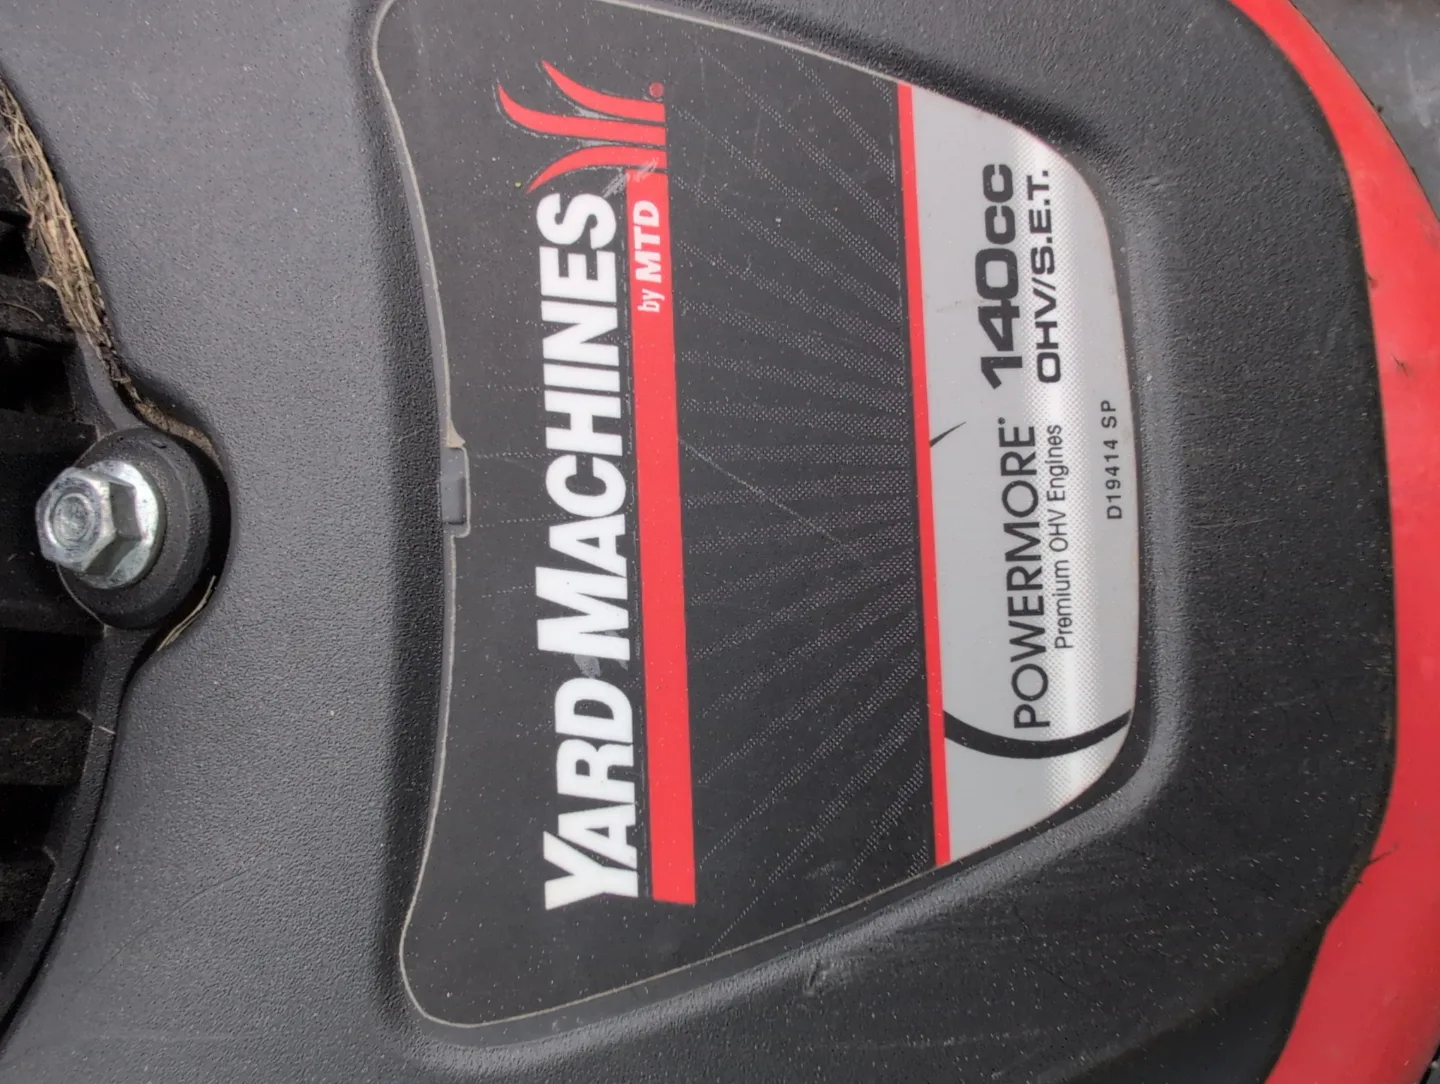 YARD-MACHINES®
by MTD
POWERMORE® 140cc
Premium OHV Engines OHV/S.E.T.
D19414 SP